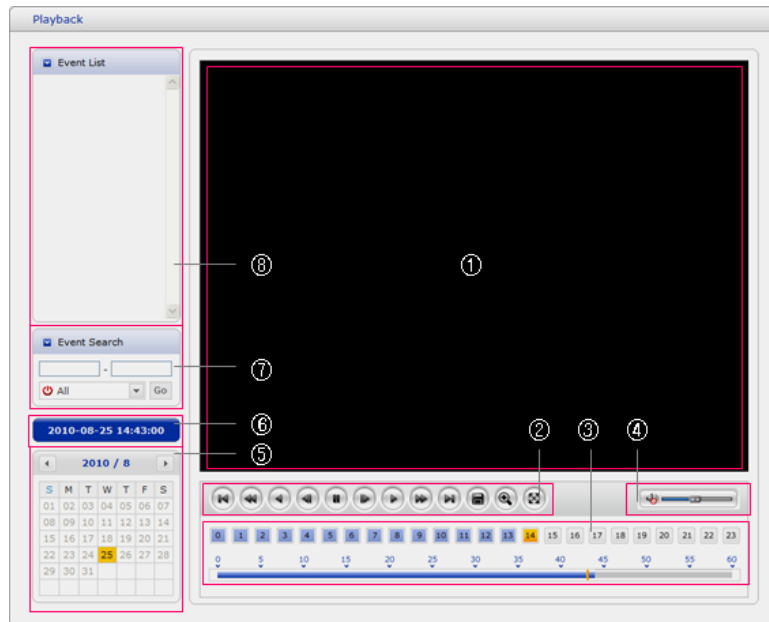 Playback
Event List
⑧
①
Event Search
-
All Go
⑦
2010-08-25 14:43:00
⑥
② ③ ④
⑤
2010 / 8
S M T W T F S
01 02 03 04 05 06 07
08 09 10 11 12 13 14
15 16 17 18 19 20 21
22 23 24 25 26 27 28
29 30 31
0 1 2 3 4 5 6 7 8 9 10 11 12 13 14 15 16 17 18 19 20 21 22 23
0 5 10 15 20 25 30 35 40 45 50 55 60